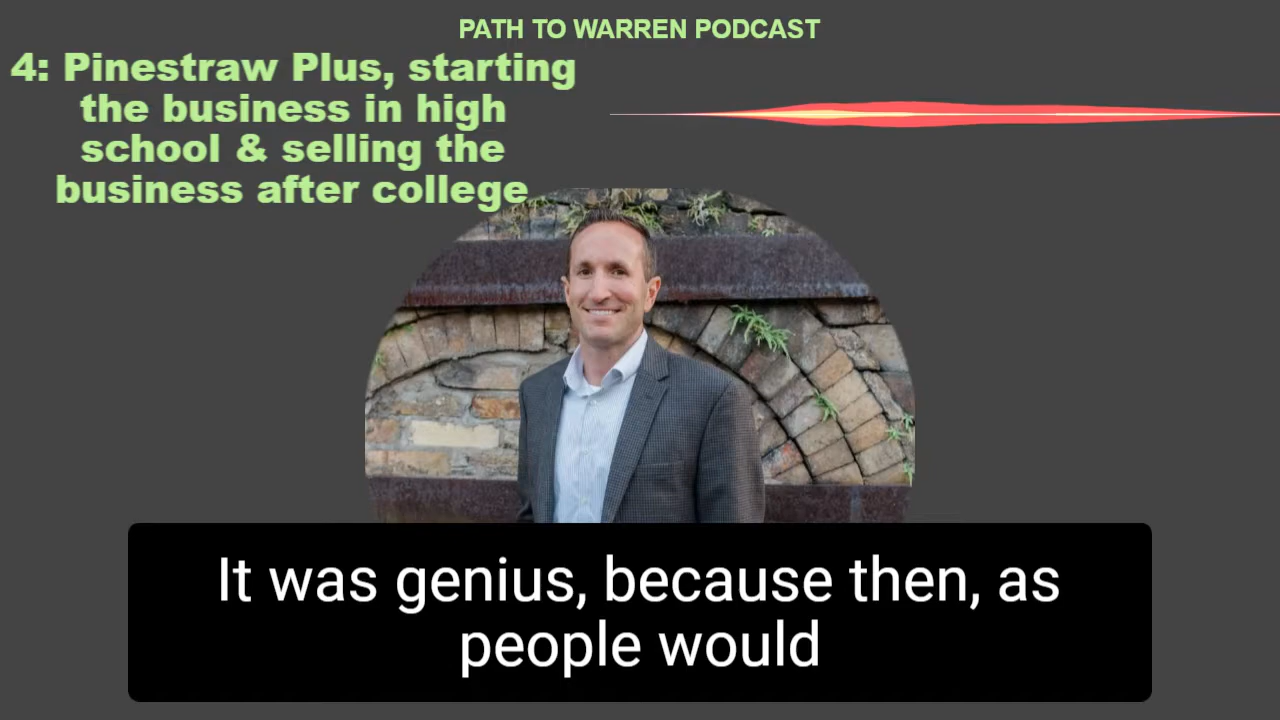 PATH TO WARREN PODCAST
4: Pinestraw Plus, starting
the business in high
school & selling the
business after college
It was genius, because then, as
people would